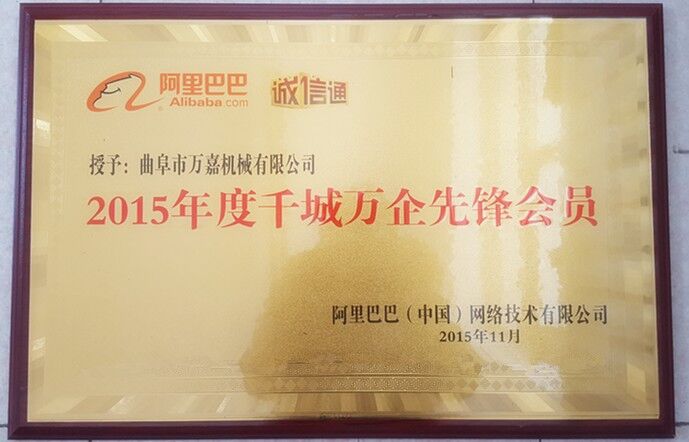 阿里巴巴 诚信通
Alibaba.com
授予：曲阜市万嘉机械有限公司
2015年度千城万企先锋会员
阿里巴巴（中国）网络技术有限公司
2015年11月